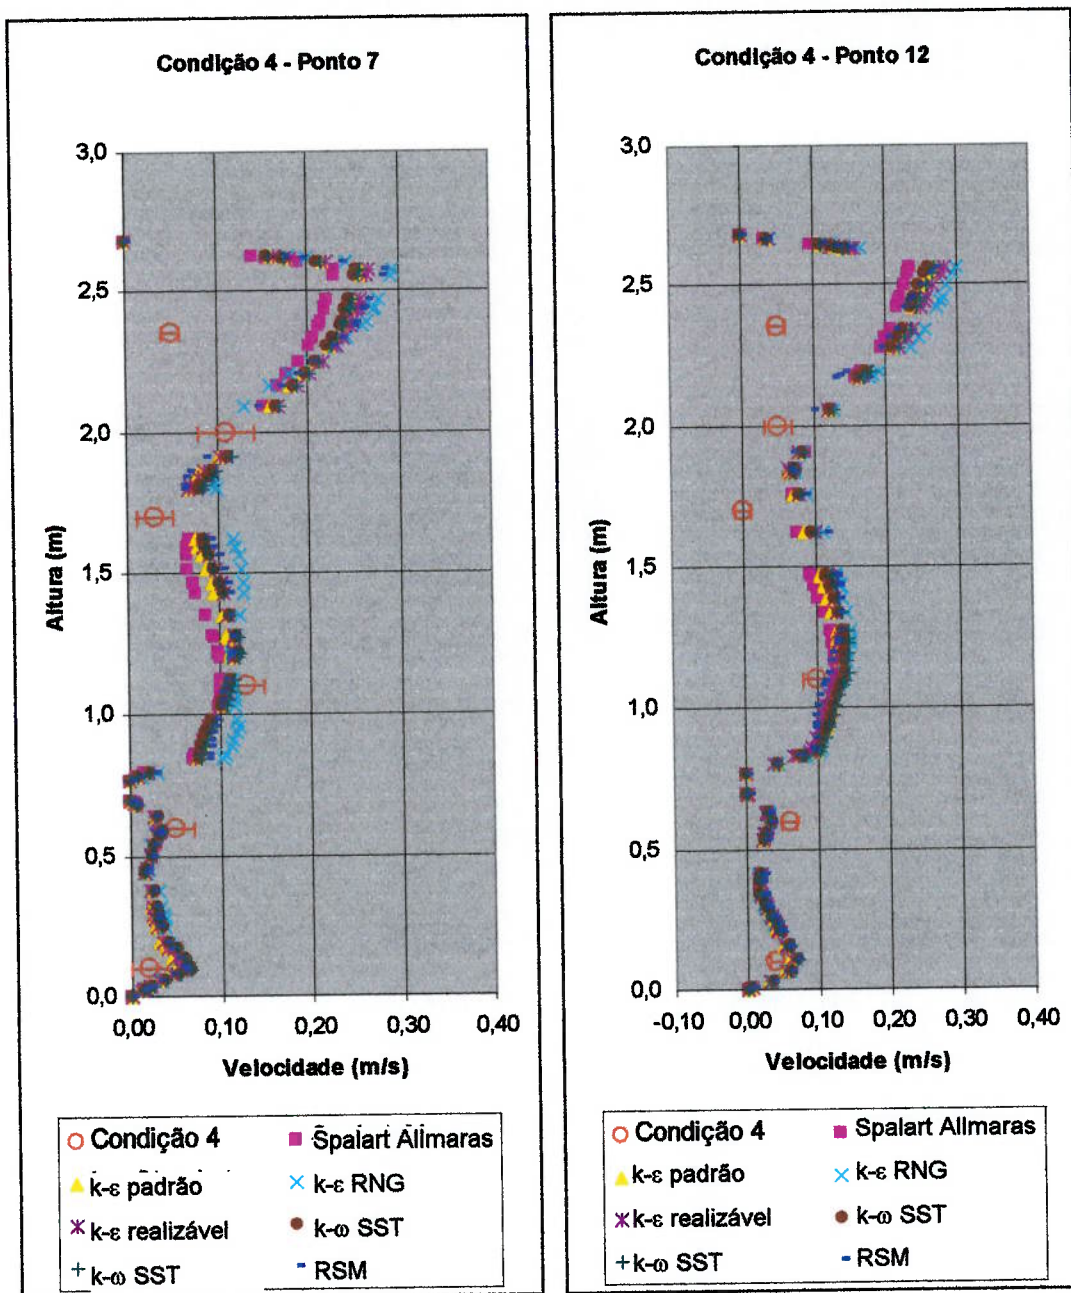 Condição 4 - Ponto 7
3,0
2,5
2,0
1,5
1,0
0,5
0,0
Altura (m)
0,00 0,10 0,20 0,30 0,40
Velocidade (m/s)
Condição 4
Spalart Allmaras
k-ε padrão
k-ε RNG
k-ε realizável
k-ω SST
k-ω SST
RSM
Condição 4 - Ponto 12
3,0
2,5
2,0
1,5
1,0
0,5
0,0
Altura (m)
-0,10 0,00 0,10 0,20 0,30 0,40
Velocidade (m/s)
Condição 4
Spalart Allmaras
k-ε padrão
k-ε RNG
k-ε realizável
k-ω SST
k-ω SST
RSM